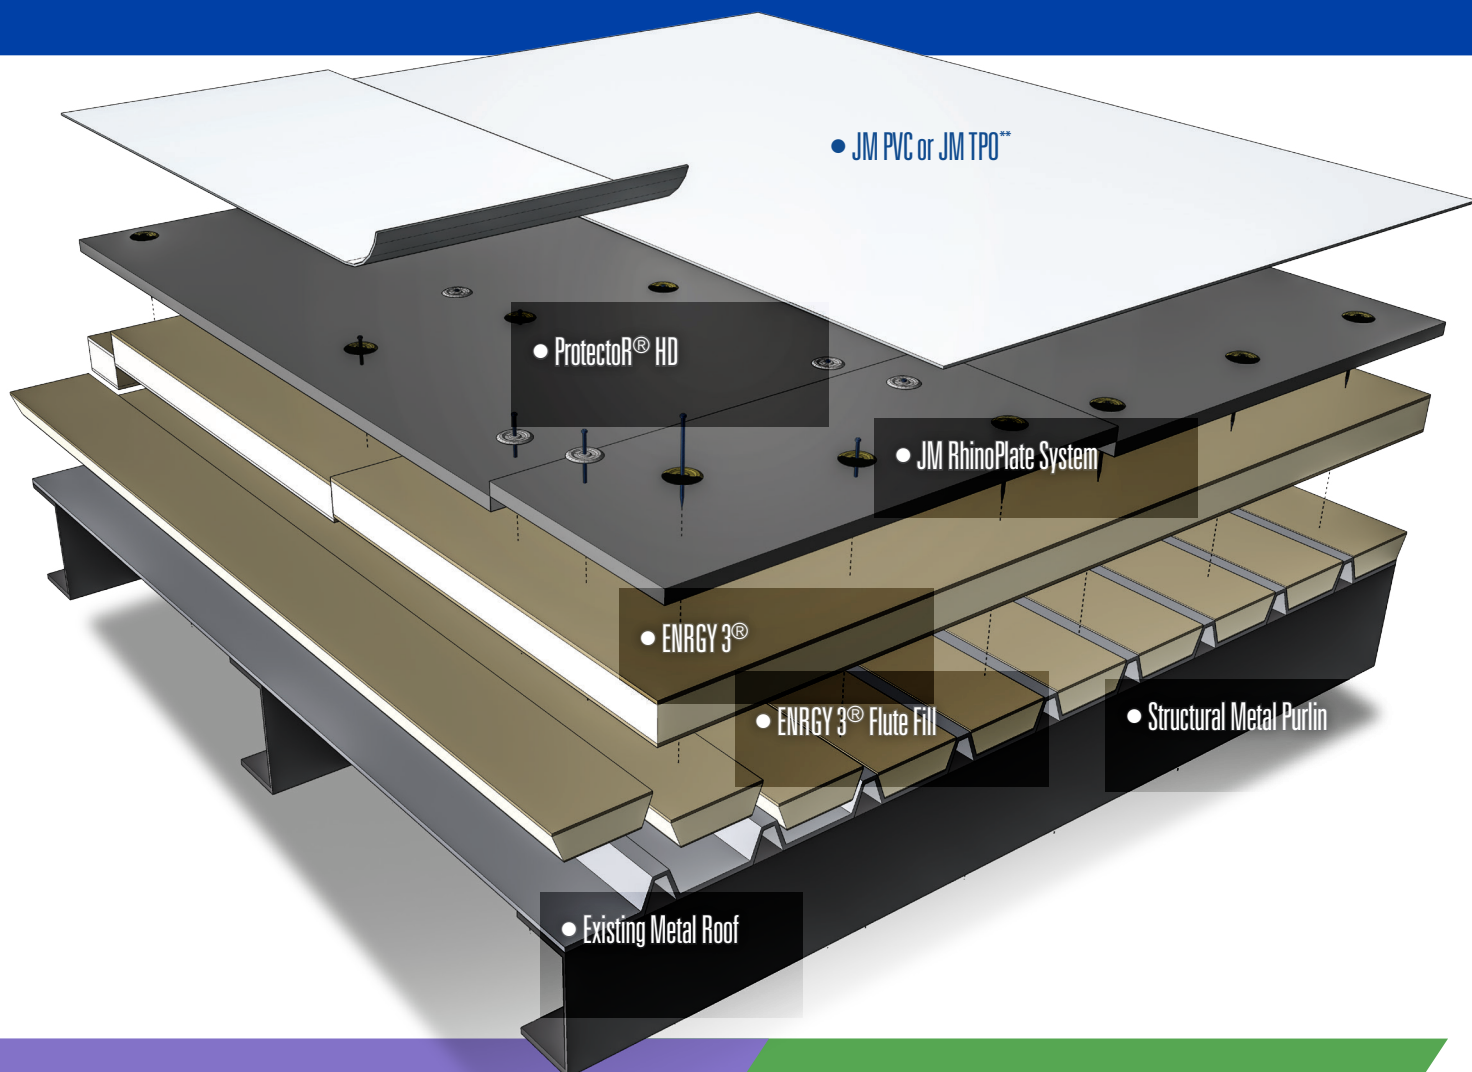 • JM PVC or JM TPO**
• ProtectoR® HD
• JM RhinoPlate System
• ENRGY 3®
• ENRGY 3® Flute Fill
• Structural Metal Purlin
• Existing Metal Roof